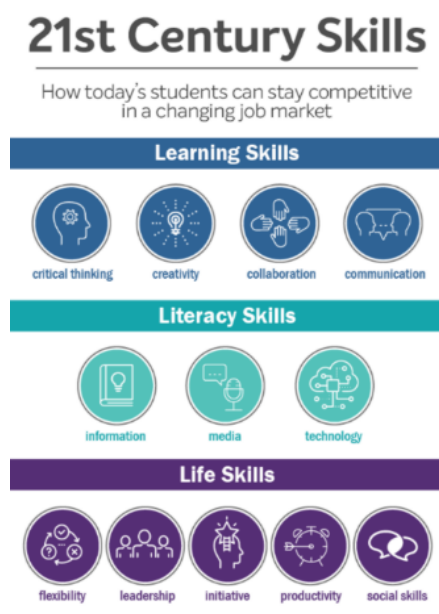 21st Century Skills
How today's students can stay competitive
in a changing job market
Learning Skills
critical thinking
creativity
collaboration
communication
Literacy Skills
information
media
technology
Life Skills
flexibility
leadership
initiative
productivity
social skills